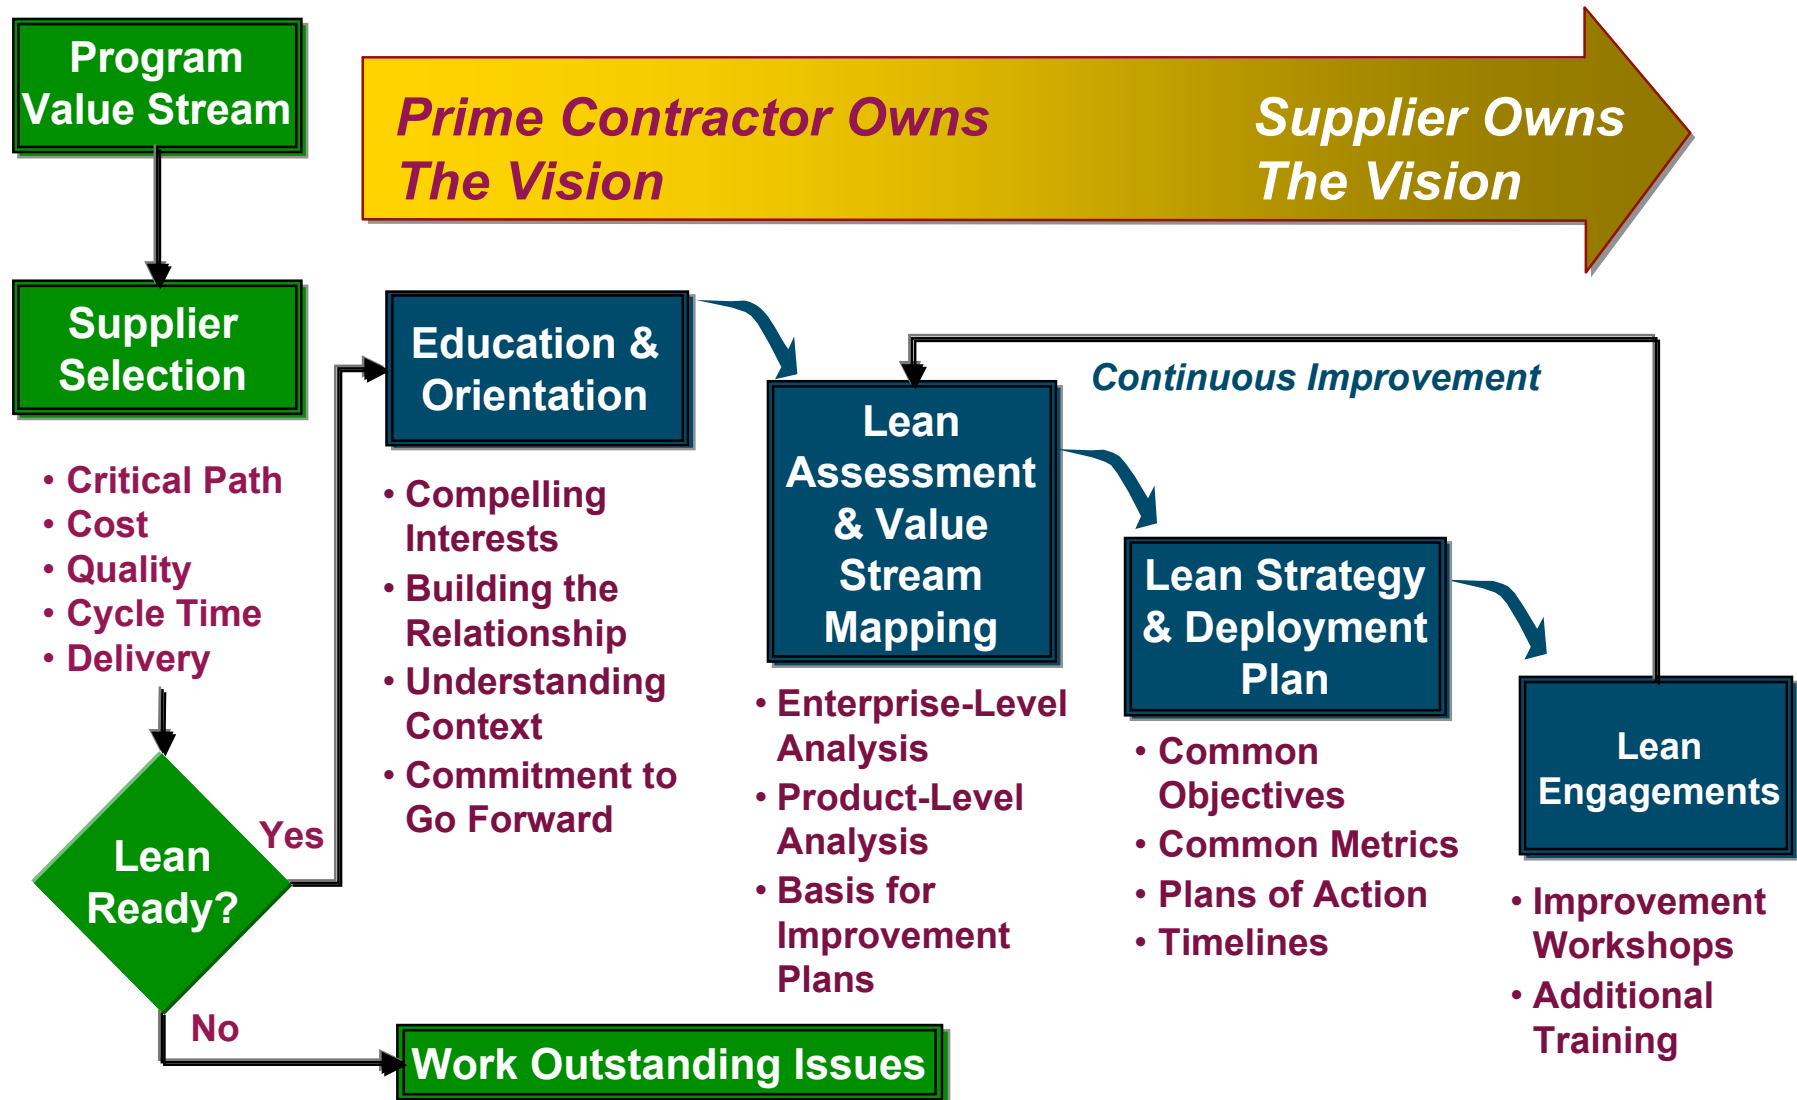 Program
Value Stream
Prime Contractor Owns
The Vision
Supplier Owns
The Vision
Supplier
Selection
• Critical Path
• Cost
• Quality
• Cycle Time
• Delivery
Lean
Ready?
Yes
No
Work Outstanding Issues
Education &
Orientation
• Compelling
Interests
• Building the
Relationship
• Understanding
Context
• Commitment to
Go Forward
Continuous Improvement
Lean
Assessment
& Value
Stream
Mapping
• Enterprise-Level
Analysis
• Product-Level
Analysis
• Basis for
Improvement
Plans
Lean Strategy
& Deployment
Plan
• Common
Objectives
• Common Metrics
• Plans of Action
• Timelines
Lean
Engagements
• Improvement
Workshops
• Additional
Training